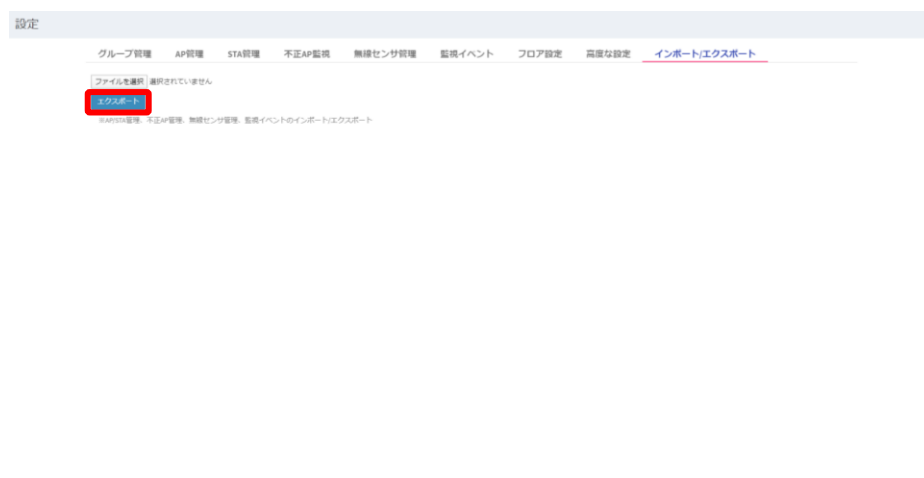 設定
グループ管理 AP管理 STA管理 不正AP監視 無線センサ管理 監視イベント フロア設定 高度な設定 インポート/エクスポート
ファイルを選択 選択されていません
エクスポート
※AP/STA管理、不正AP管理、無線センサ管理、監視イベントのインポート/エクスポート